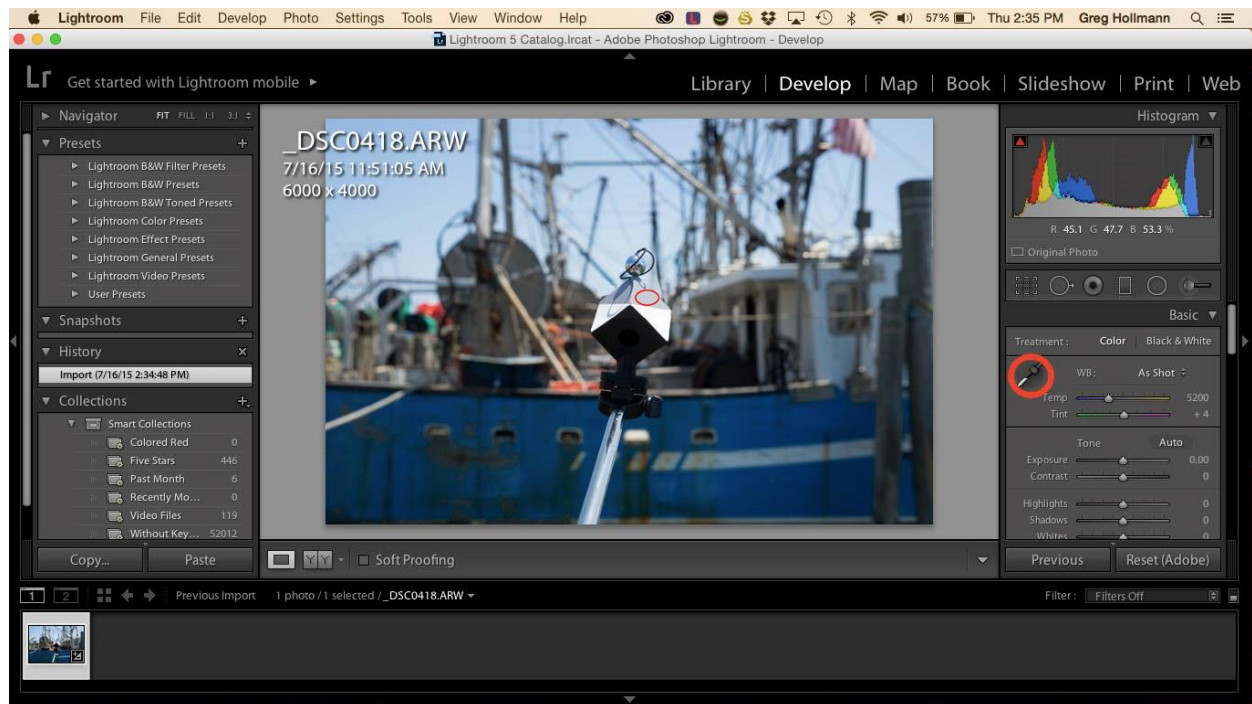 Lightroom File Edit Develop Photo Settings Tools View Window Help 57% Thu 2:35 PM Greg Hollmann
Lightroom 5 Catalog.lrcat - Adobe Photoshop Lightroom - Develop
Lr Get started with Lightroom mobile Library | Develop | Map | Book | Slideshow | Print | Web
Navigator FIT FILL 1:1 3:1
Presets +
Lightroom B&W Filter Presets
Lightroom B&W Presets
Lightroom B&W Toned Presets
Lightroom Color Presets
Lightroom Effect Presets
Lightroom General Presets
Lightroom Video Presets
User Presets
Snapshots +
History ×
Import (7/16/15 2:34:48 PM)
Collections +
Smart Collections
Colored Red 0
Five Stars 446
Past Month 6
Recently Mo... 0
Video Files 119
Without Key... 52012
Copy... Paste
_DSC0418.ARW
7/16/15 11:51:05 AM
6000 x 4000
Y Y Soft Proofing
Histogram
R 45.1 G 47.7 B 53.3 %
Original Photo
Basic
Treatment : Color | Black & White
WB: As Shot
Temp 5200
Tint + 4
Tone Auto
Exposure 0.00
Contrast 0
Highlights 0
Shadows 0
Whites 0
Previous Reset (Adobe)
1 2 Previous Import 1 photo / 1 selected / _DSC0418.ARW Filter : Filters Off